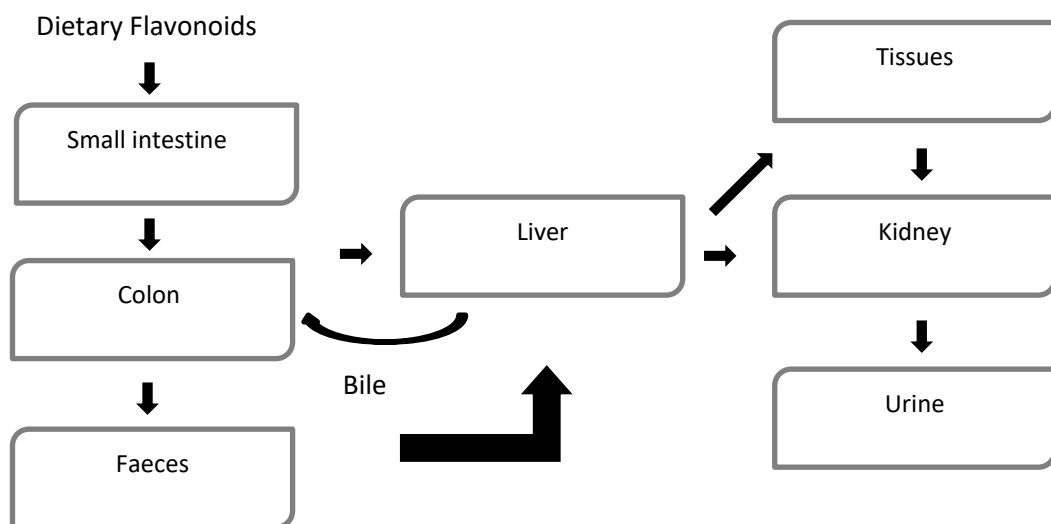 Dietary Flavonoids
Small intestine
Colon
Faeces
Liver
Bile
Tissues
Kidney
Urine